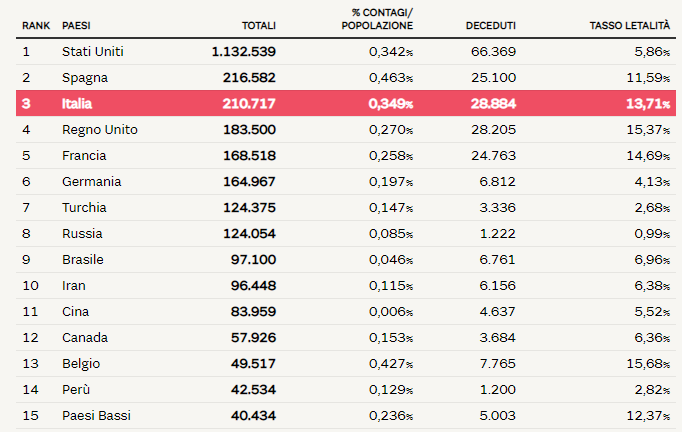 % CONTAGI/
RANK PAESI TOTALI POPOLAZIONE DECEDUTI TASSO LETALITÀ
1 Stati Uniti 1.132.539 0,342% 66.369 5,86%
2 Spagna 216.582 0,463% 25.100 11,59%
3 Italia 210.717 0,349% 28.884 13,71%
4 Regno Unito 183.500 0,270% 28.205 15,37%
5 Francia 168.518 0,258% 24.763 14,69%
6 Germania 164.967 0,197% 6.812 4,13%
7 Turchia 124.375 0,147% 3.336 2,68%
8 Russia 124.054 0,085% 1.222 0,99%
9 Brasile 97.100 0,046% 6.761 6,96%
10 Iran 96.448 0,115% 6.156 6,38%
11 Cina 83.959 0,006% 4.637 5,52%
12 Canada 57.926 0,153% 3.684 6,36%
13 Belgio 49.517 0,427% 7.765 15,68%
14 Perù 42.534 0,129% 1.200 2,82%
15 Paesi Bassi 40.434 0,236% 5.003 12,37%